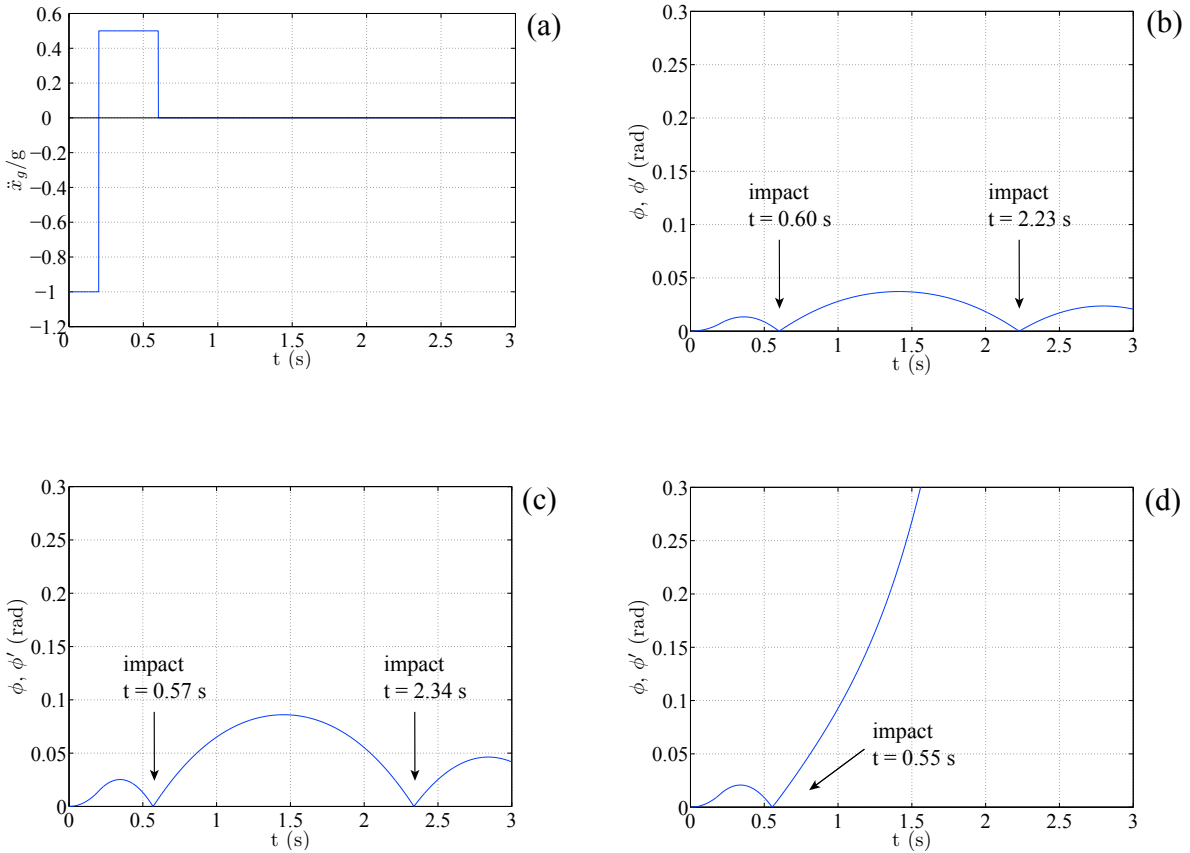 (a)
0.6
0.4
0.2
0
−0.2
−0.4
−0.6
−0.8
−1
−1.2
ẍg/g
0 0.5 1 1.5 2 2.5 3
t (s)
(b)
0.3
0.25
0.2
0.15
0.1
0.05
0
ϕ, ϕ′ (rad)
impact
t = 0.60 s
impact
t = 2.23 s
0 0.5 1 1.5 2 2.5 3
t (s)
(c)
0.3
0.25
0.2
0.15
0.1
0.05
0
ϕ, ϕ′ (rad)
impact
t = 0.57 s
impact
t = 2.34 s
0 0.5 1 1.5 2 2.5 3
t (s)
(d)
0.3
0.25
0.2
0.15
0.1
0.05
0
ϕ, ϕ′ (rad)
impact
t = 0.55 s
0 0.5 1 1.5 2 2.5 3
t (s)